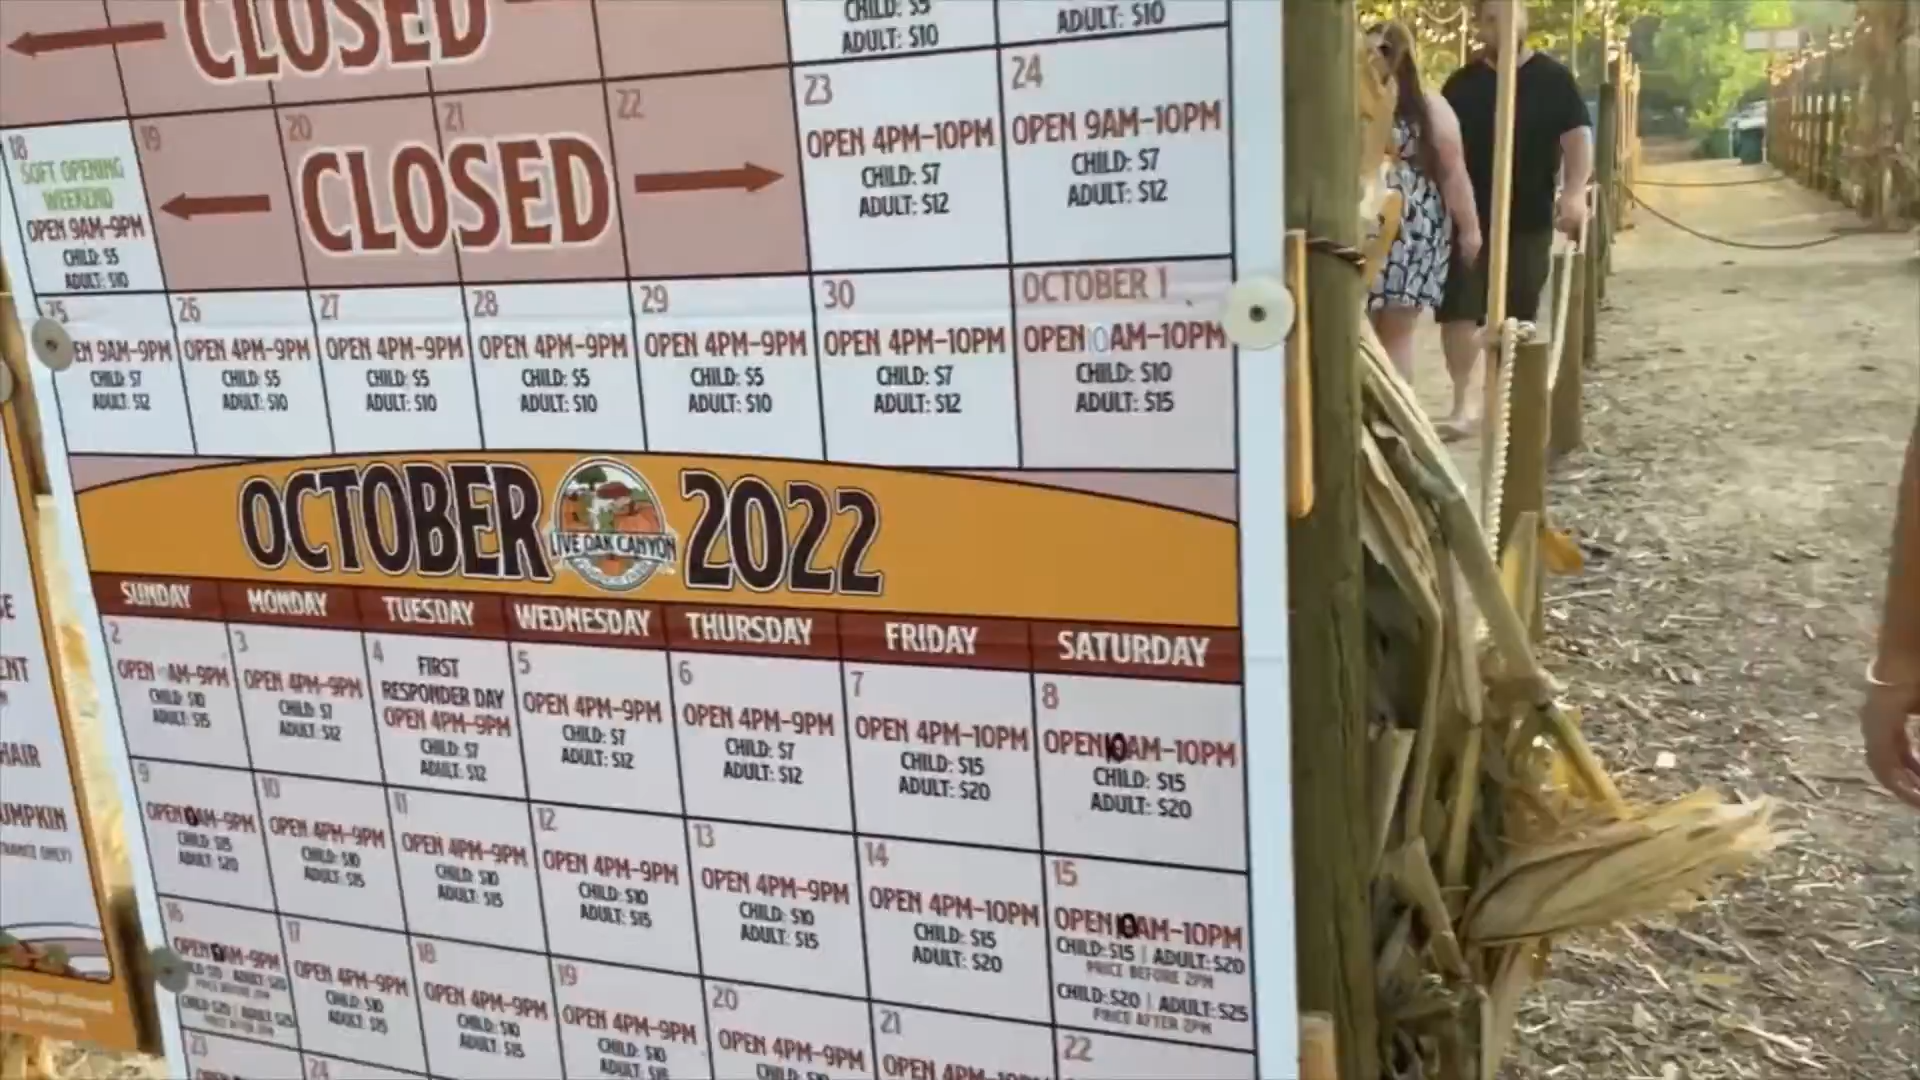 CLOSED
CHILD: $5
ADULT: $10
ADULT: $10
18
SOFT OPENING
WEEKEND
OPEN 9AM-9PM
CHILD: $5
ADULT: $10
19
20
21
22
CLOSED
23
OPEN 4PM-10PM
CHILD: $7
ADULT: $12
24
OPEN 9AM-10PM
CHILD: $7
ADULT: $12
25
EN 9AM-9PM
CHILD: $7
ADULT: $12
26
OPEN 4PM-9PM
CHILD: $5
ADULT: $10
27
OPEN 4PM-9PM
CHILD: $5
ADULT: $10
28
OPEN 4PM-9PM
CHILD: $5
ADULT: $10
29
OPEN 4PM-9PM
CHILD: $5
ADULT: $10
30
OPEN 4PM-10PM
CHILD: $7
ADULT: $12
OCTOBER 1
OPEN 10AM-10PM
CHILD: $10
ADULT: $15
OCTOBER 2022
LIVE OAK CANYON
SUNDAY MONDAY TUESDAY WEDNESDAY THURSDAY FRIDAY SATURDAY
2
OPEN AM-9PM
CHILD: $10
ADULT: $15
3
OPEN 4PM-9PM
CHILD: $7
ADULT: $12
4
FIRST
RESPONDER DAY
OPEN 4PM-9PM
CHILD: $7
ADULT: $12
5
OPEN 4PM-9PM
CHILD: $7
ADULT: $12
6
OPEN 4PM-9PM
CHILD: $7
ADULT: $12
7
OPEN 4PM-10PM
CHILD: $15
ADULT: $20
8
OPEN 10AM-10PM
CHILD: $15
ADULT: $20
9
OPEN AM-9PM
CHILD: $15
ADULT: $20
10
OPEN 4PM-9PM
CHILD: $10
ADULT: $15
11
OPEN 4PM-9PM
CHILD: $10
ADULT: $15
12
OPEN 4PM-9PM
CHILD: $10
ADULT: $15
13
OPEN 4PM-9PM
CHILD: $10
ADULT: $15
14
OPEN 4PM-10PM
CHILD: $15
ADULT: $20
15
OPEN 10AM-10PM
CHILD: $15 | ADULT: $20
PRICE BEFORE 2PM
CHILD: $20 | ADULT: $25
PRICE AFTER 2PM
16
OPEN AM-9PM
17
OPEN 4PM-9PM
CHILD: $10
ADULT: $15
18
OPEN 4PM-9PM
CHILD: $10
ADULT: $15
19
OPEN 4PM-9PM
CHILD: $10
ADULT: $15
20
OPEN 4PM-9PM
21
OPEN 4PM-10PM
22
23
24
HAIR
UMPKIN